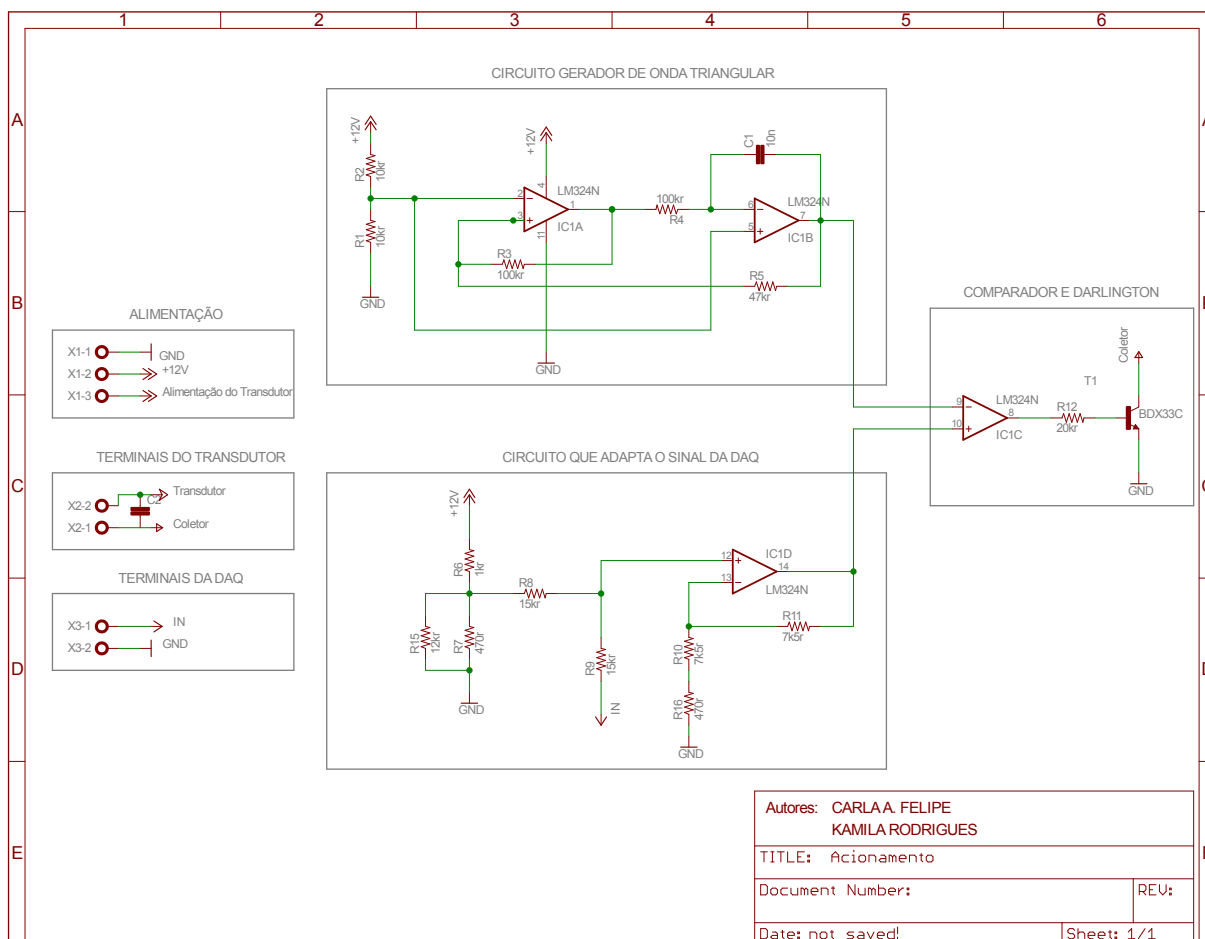 1 2 3 4 5 6
A
B
C
D
E
CIRCUITO GERADOR DE ONDA TRIANGULAR
+12V
R2
10kr
R1
10kr
GND
+12V
4
2
3
1
11
LM324N
IC1A
R3
100kr
GND
100kr
R4
C1
10n
6
5
7
LM324N
IC1B
R5
47kr
ALIMENTAÇÃO
X1-1 GND
X1-2 +12V
X1-3 Alimentação do Transdutor
TERMINAIS DO TRANSDUTOR
X2-2 Transdutor
C2
X2-1 Coletor
TERMINAIS DA DAQ
X3-1 IN
X3-2 GND
COMPARADOR E DARLINGTON
9
10
8
LM324N
IC1C
R12
20kr
T1
BDX33C
Coletor
GND
CIRCUITO QUE ADAPTA O SINAL DA DAQ
+12V
R6
1kr
R15
12kr
R7
470r
GND
R8
15kr
R9
15kr
IN
12
13
14
IC1D
LM324N
R11
7k5r
R10
7k5r
R16
470r
GND
Autores: CARLA A. FELIPE
KAMILA RODRIGUES
TITLE: Acionamento
Document Number:
REV:
Date: not saved!
Sheet: 1/1